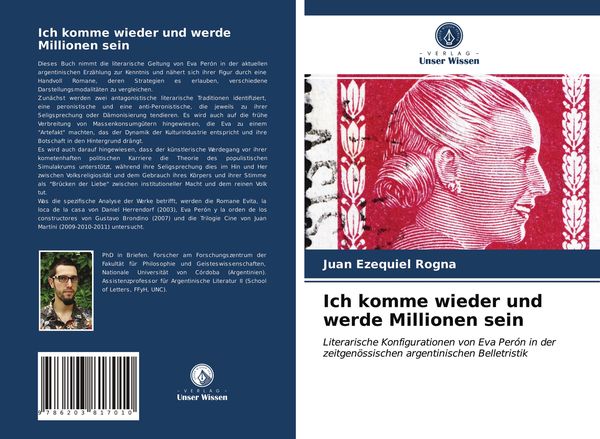 Ich komme wieder und werde
Millionen sein
Dieses Buch nimmt die literarische Geltung von Eva Perón in der aktuellen
argentinischen Erzählung zur Kenntnis und nähert sich ihrer Figur durch eine
Handvoll Romane, deren Strategien es erlauben, verschiedene
Darstellungsmodalitäten zu vergleichen.
Zunächst werden zwei antagonistische literarische Traditionen identifiziert,
eine peronistische und eine anti-Peronistische, die jeweils zu ihrer
Seligsprechung oder Dämonisierung tendieren. Es wird auch auf die frühe
Verbreitung von Massenkonsumgütern hingewiesen, die Eva zu einem
"Artefakt" machten, das der Dynamik der Kulturindustrie entspricht und ihre
Botschaft in den Hintergrund drängt.
Es wird auch darauf hingewiesen, dass der künstlerische Werdegang vor ihrer
kometenhaften politischen Karriere die Theorie des populistischen
Simulakrums unterstützt, während ihre Seligsprechung dies im Hin und Her
zwischen Volksreligiosität und dem Gebrauch ihres Körpers und ihrer Stimme
als "Brücken der Liebe" zwischen institutioneller Macht und dem reinen Volk
tut.
Was die spezifische Analyse der Werke betrifft, werden die Romane Evita, la
loca de la casa von Daniel Herrendorf (2003), Eva Perón y la orden de los
constructores von Gustavo Brondino (2007) und die Trilogie Cine von Juan
Martini (2009-2010-2011) untersucht.
PhD in Briefen. Forscher am Forschungszentrum der
Fakultät für Philosophie und Geisteswissenschaften,
Nationale Universität von Córdoba (Argentinien).
Assistenzprofessor für Argentinische Literatur II (School
of Letters, FFyH, UNC).
9 786203 817010
VERLAG
Unser Wissen
VERLAG
Unser Wissen
Juan Ezequiel Rogna
Ich komme wieder und
werde Millionen sein
Literarische Konfigurationen von Eva Perón in der
zeitgenössischen argentinischen Belletristik